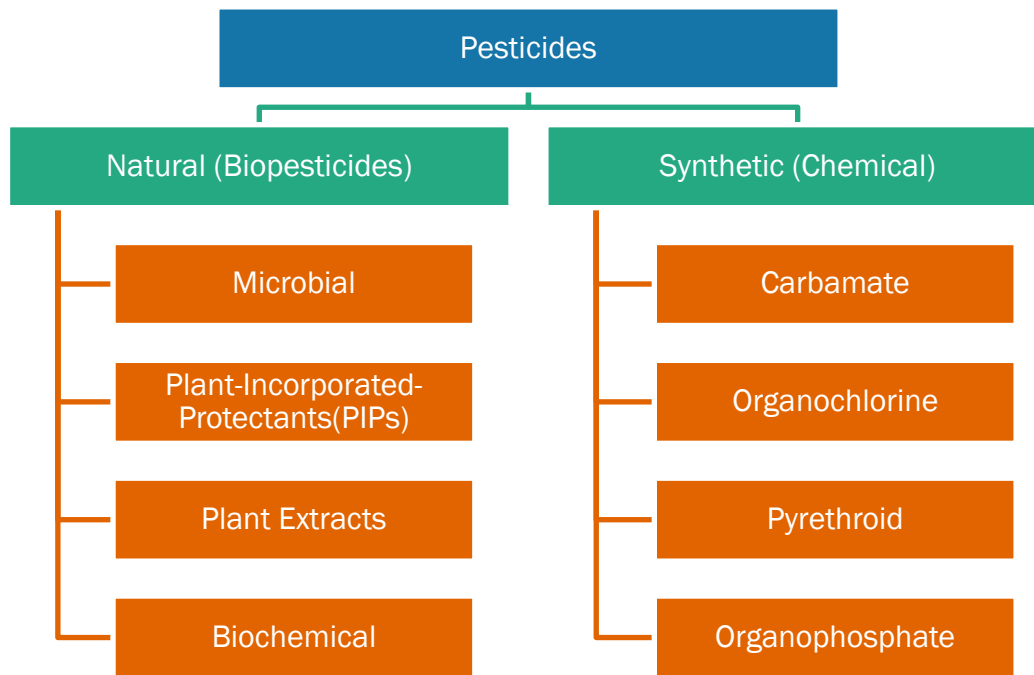 Pesticides
Natural (Biopesticides)
Synthetic (Chemical)
Microbial
Plant-Incorporated-
Protectants(PIPs)
Plant Extracts
Biochemical
Carbamate
Organochlorine
Pyrethroid
Organophosphate